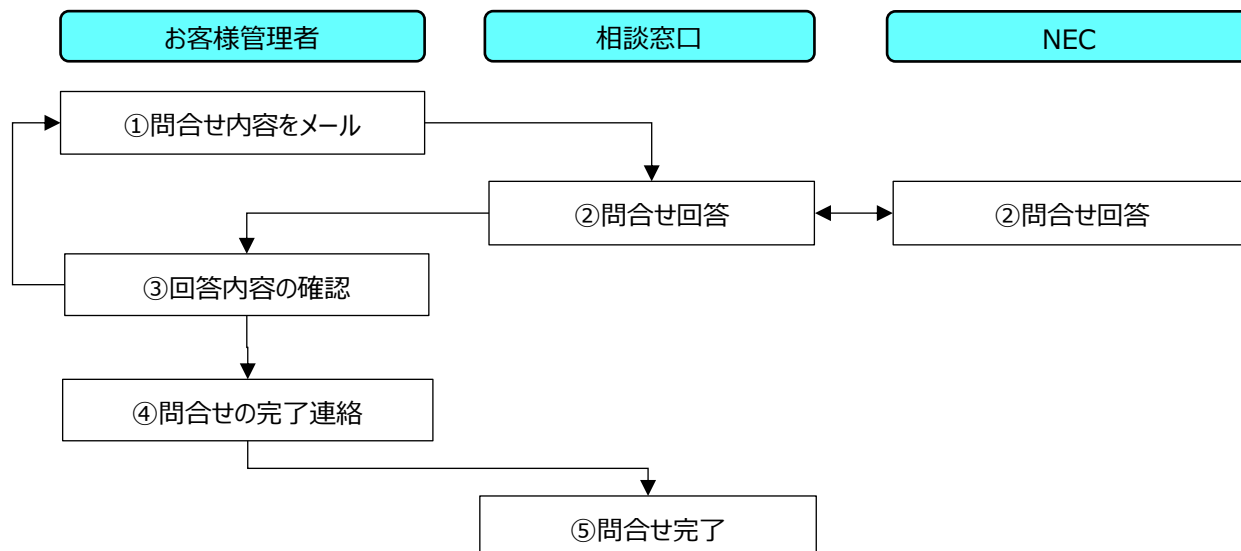 お客様管理者
相談窓口
NEC
①問合せ内容をメール
②問合せ回答
②問合せ回答
③回答内容の確認
④問合せの完了連絡
⑤問合せ完了